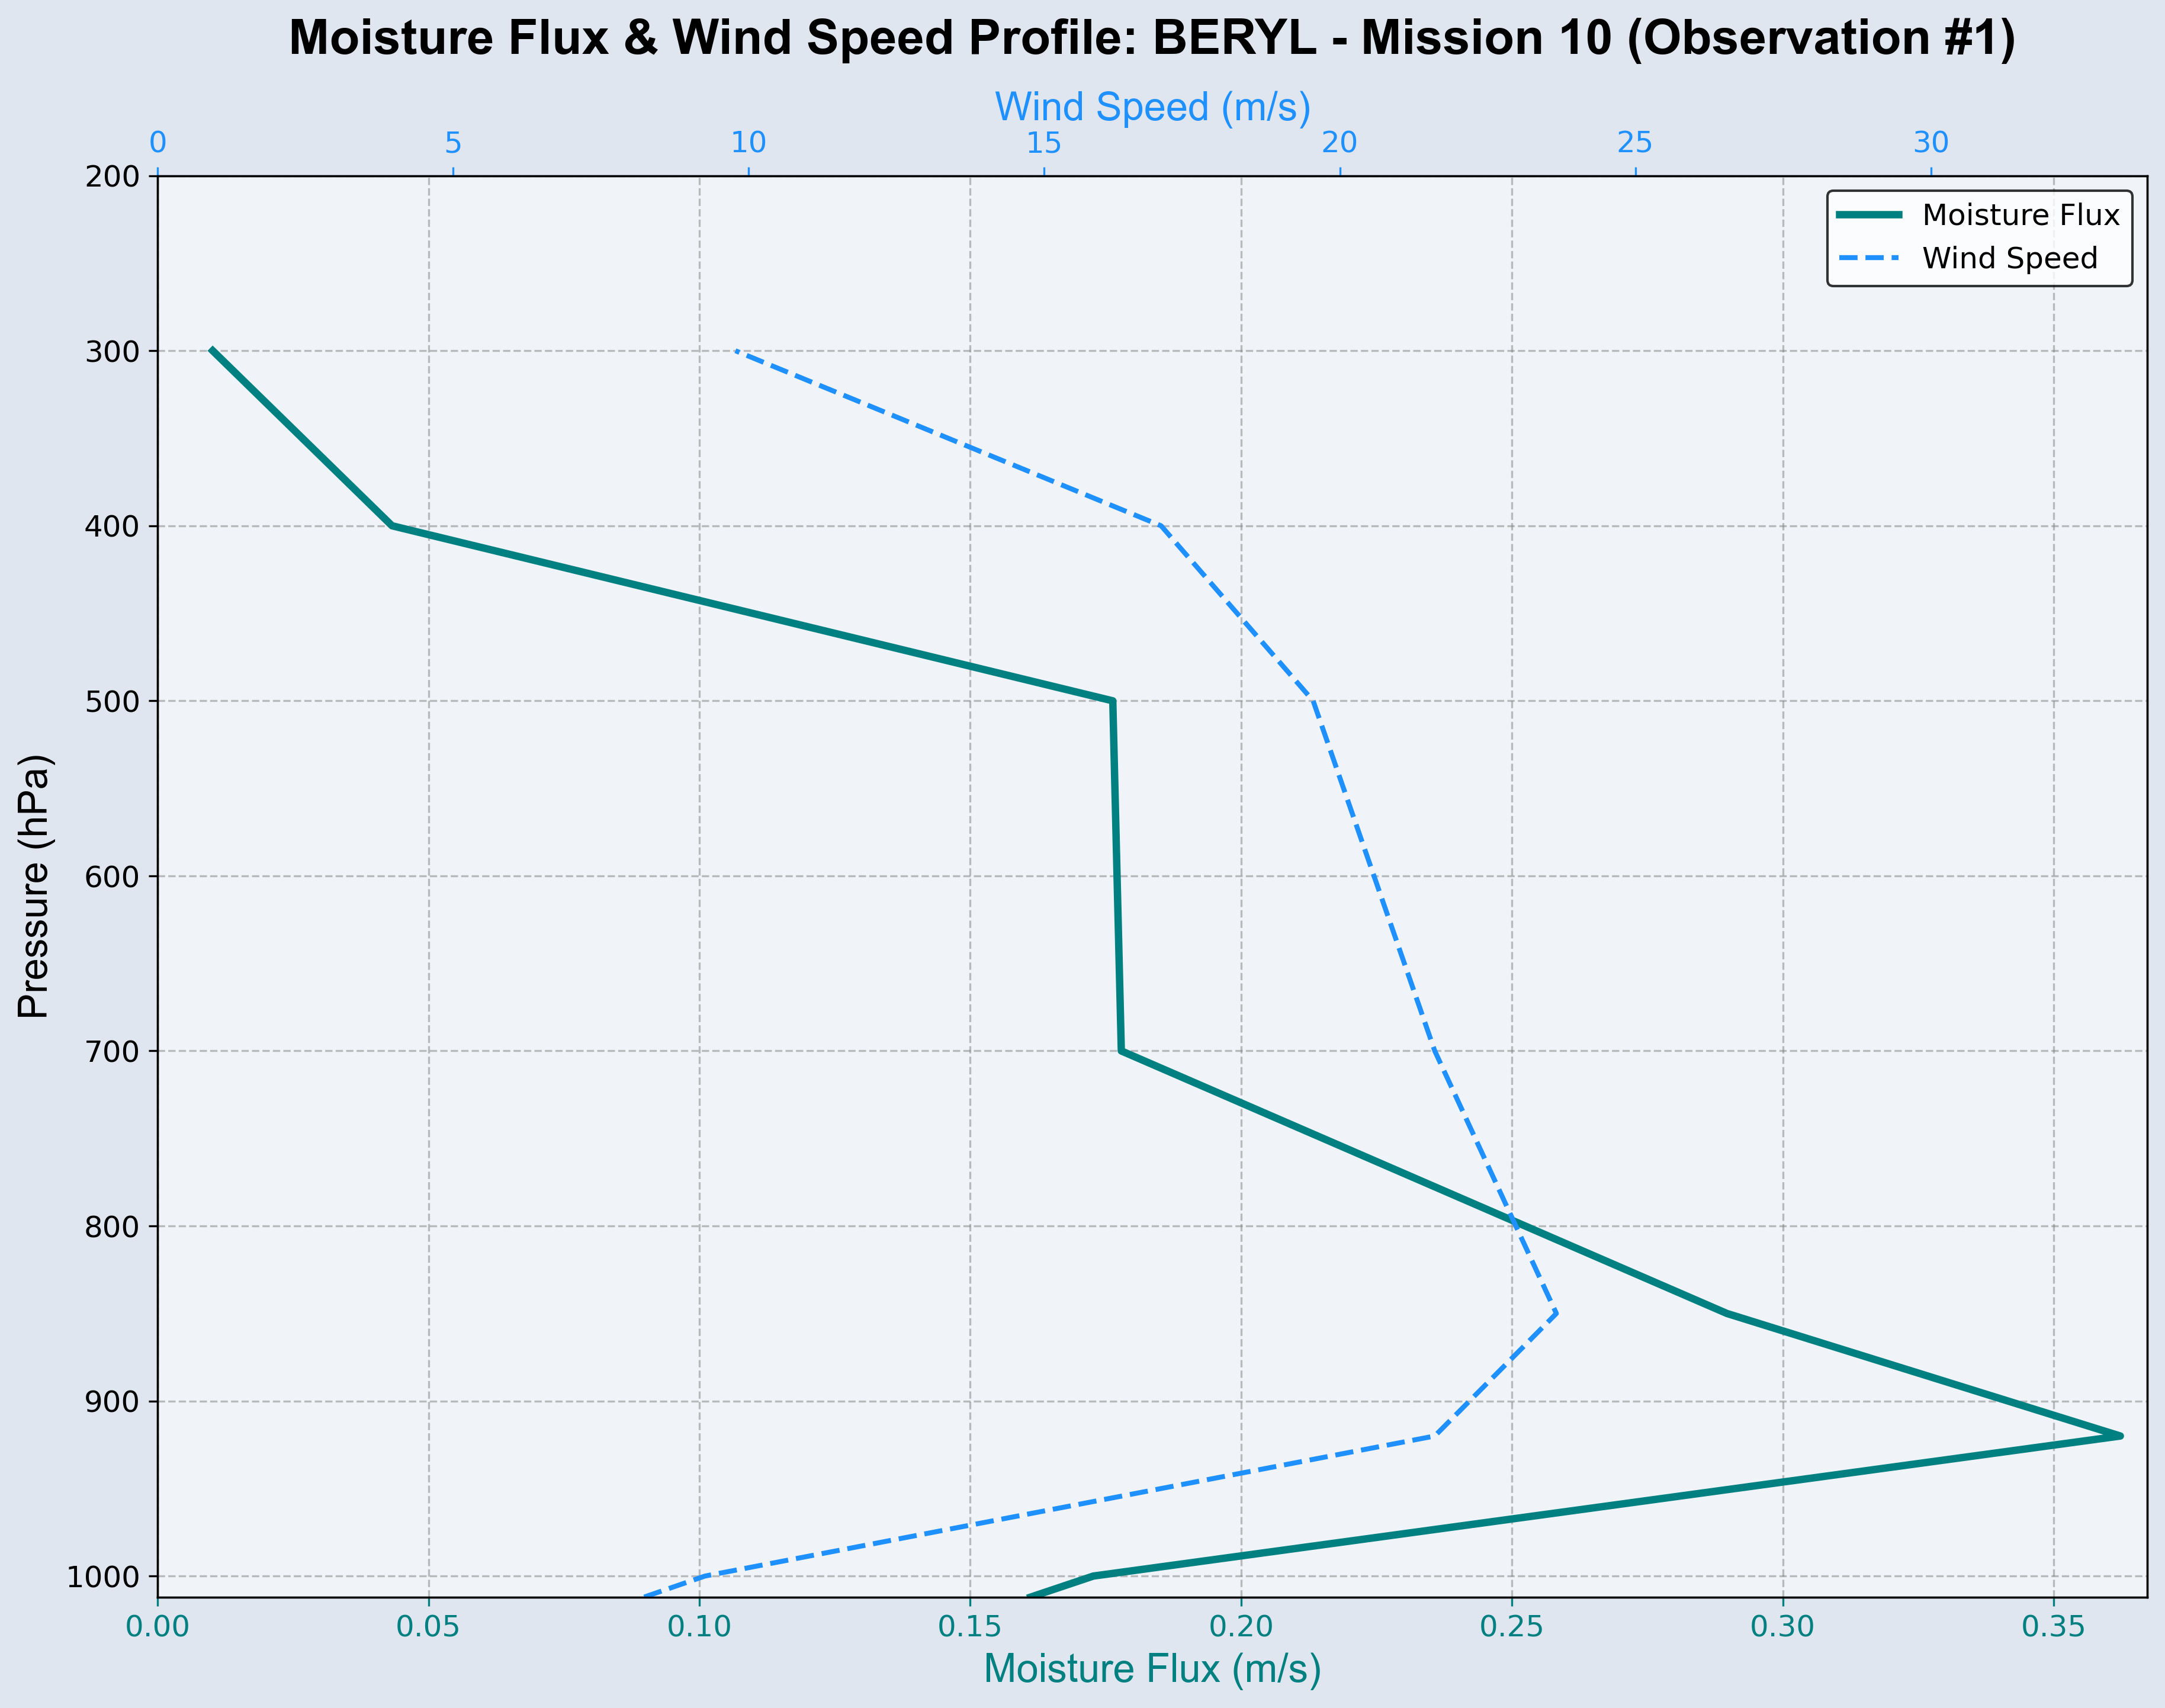 Moisture Flux & Wind Speed Profile: BERYL - Mission 10 (Observation #1)
Wind Speed (m/s)
0 5 10 15 20 25 30
Moisture Flux
Wind Speed
Pressure (hPa)
200
300
400
500
600
700
800
900
1000
0.00 0.05 0.10 0.15 0.20 0.25 0.30 0.35
Moisture Flux (m/s)